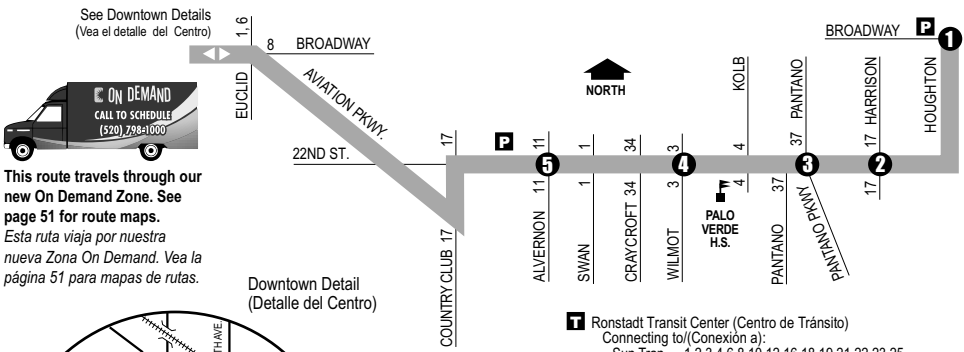 See Downtown Details
(Vea el detalle del Centro)
1, 6
8 BROADWAY
EUCLID
AVIATION PKWY.
NORTH
BROADWAY P 1
HOUGHTON
ON DEMAND
CALL TO SCHEDULE
(520) 798-1000
22ND ST.
17
P
11
1
34
3
KOLB
4
37 PANTANO
17 HARRISON
5
4
3
2
COUNTRY CLUB 17
ALVERNON 11
SWAN 1
CRAYCROFT 34
WILMOT 3
4
PALO
VERDE
H.S.
PANTANO 37
PANTANO PKWY
17
This route travels through our
new On Demand Zone. See
page 51 for route maps.
Esta ruta viaja por nuestra
nueva Zona On Demand. Vea la
página 51 para mapas de rutas.
Downtown Detail
(Detalle del Centro)
TH AVE.
T Ronstadt Transit Center (Centro de Tránsito)
Connecting to/(Conexión a):